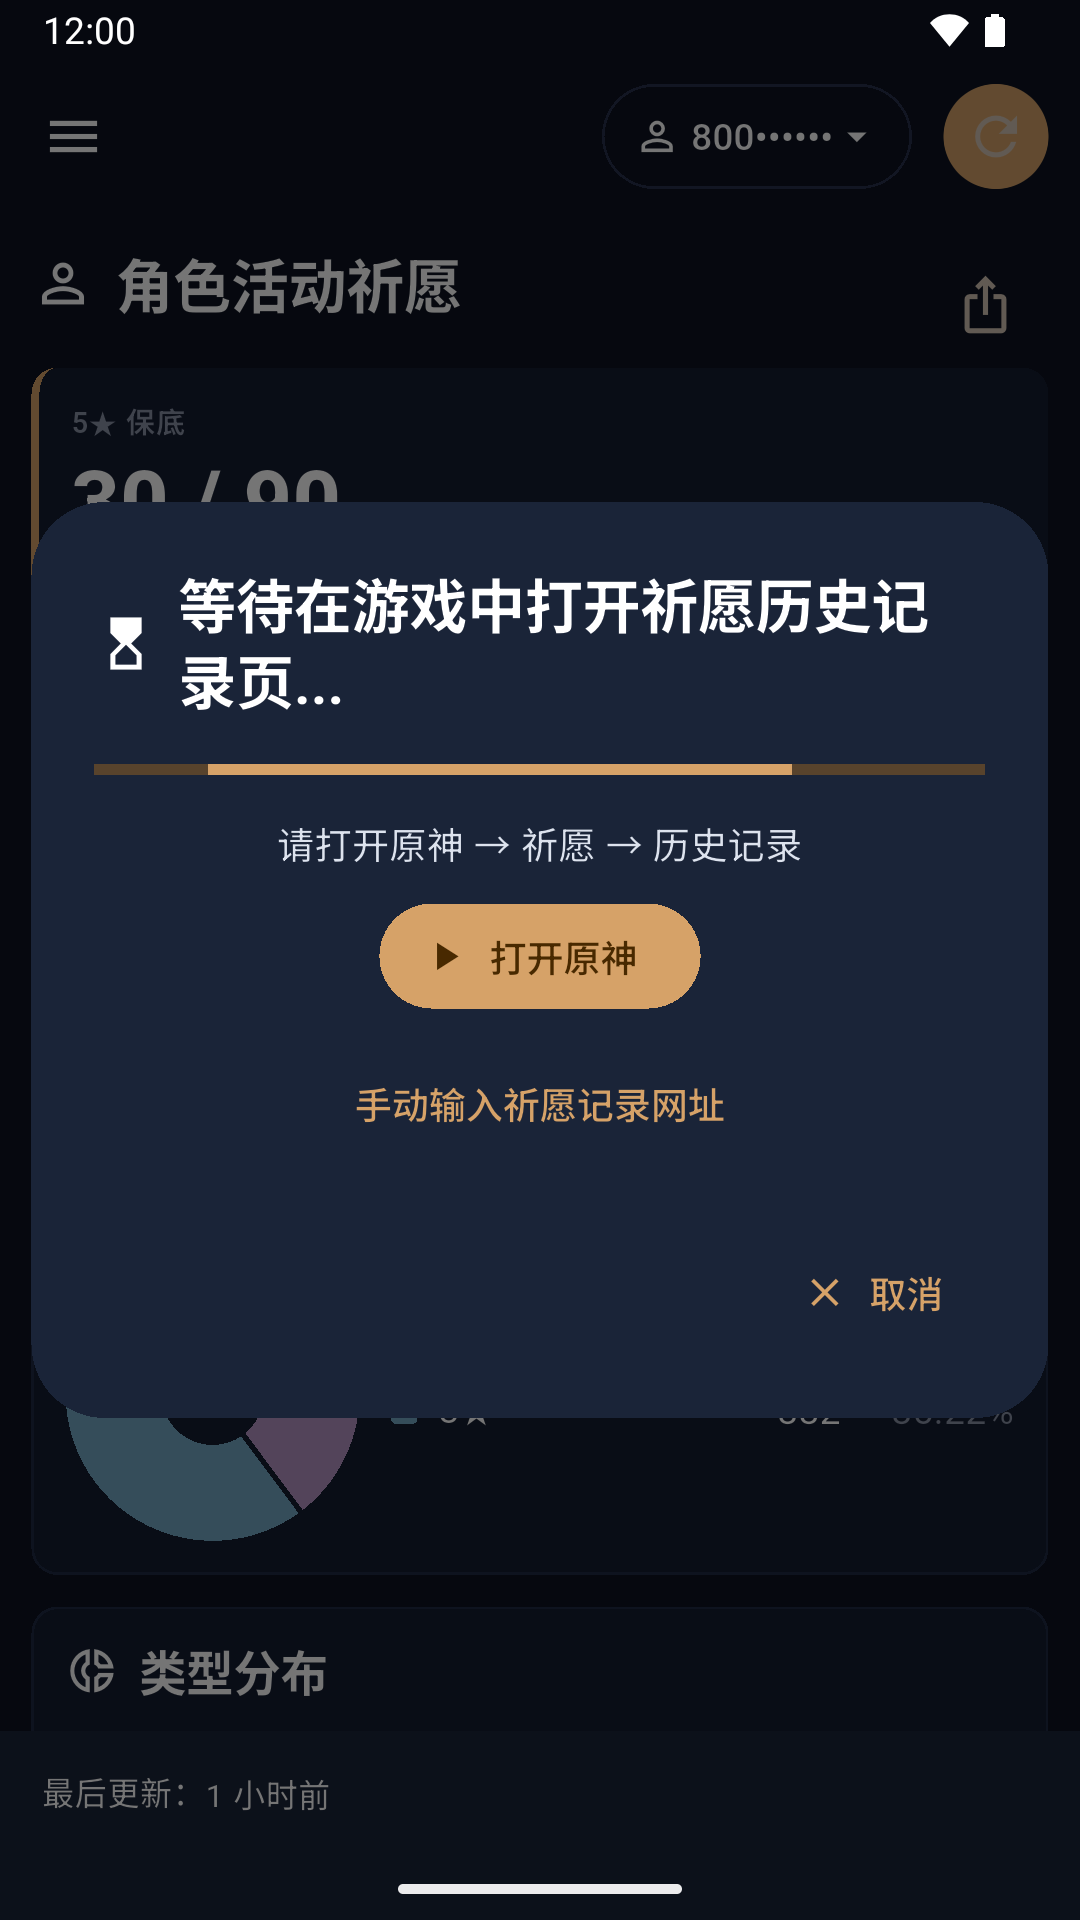 12:00
800••••••
角色活动祈愿
5★ 保底
30 / 90
等待在游戏中打开祈愿历史记
录页...
请打开原神 → 祈愿 → 历史记录
打开原神
手动输入祈愿记录网址
取消
类型分布
最后更新：1 小时前